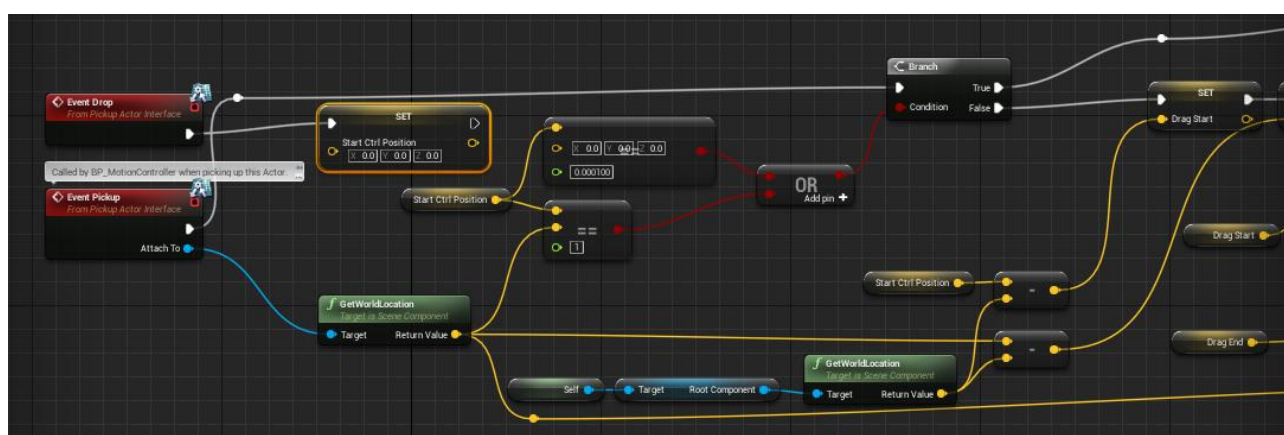 Event Drop
From Pickup Actor Interface
Called by BP_MotionController when picking up this Actor.
Event Pickup
From Pickup Actor Interface
Attach To
SET
Start Ctrl Position
X 0.0 Y 0.0 Z 0.0
Start Ctrl Position
X 0.0 Y 0.0 Z 0.0
==
0.000100
==
1
OR
Add pin +
Branch
True
Condition False
SET
Drag Start
Drag Start
Start Ctrl Position
-
-
Drag End
f GetWorldLocation
Target is Scene Component
Target Return Value
Self
Target Root Component
f GetWorldLocation
Target is Scene Component
Target Return Value